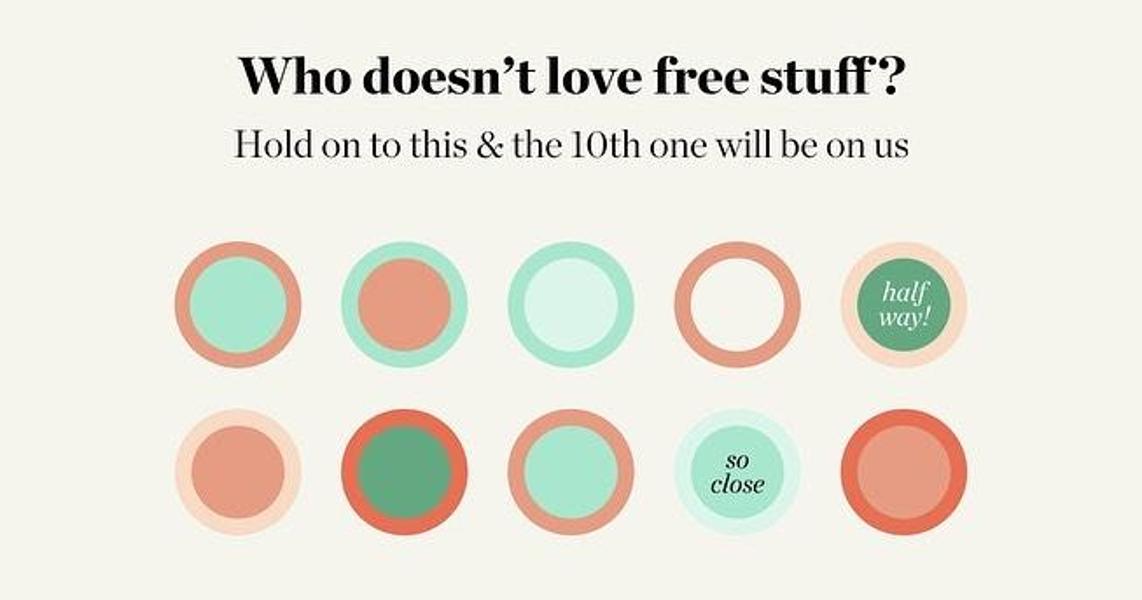 Who doesn’t love free stuff?
Hold on to this & the 10th one will be on us
half
way!
so
close